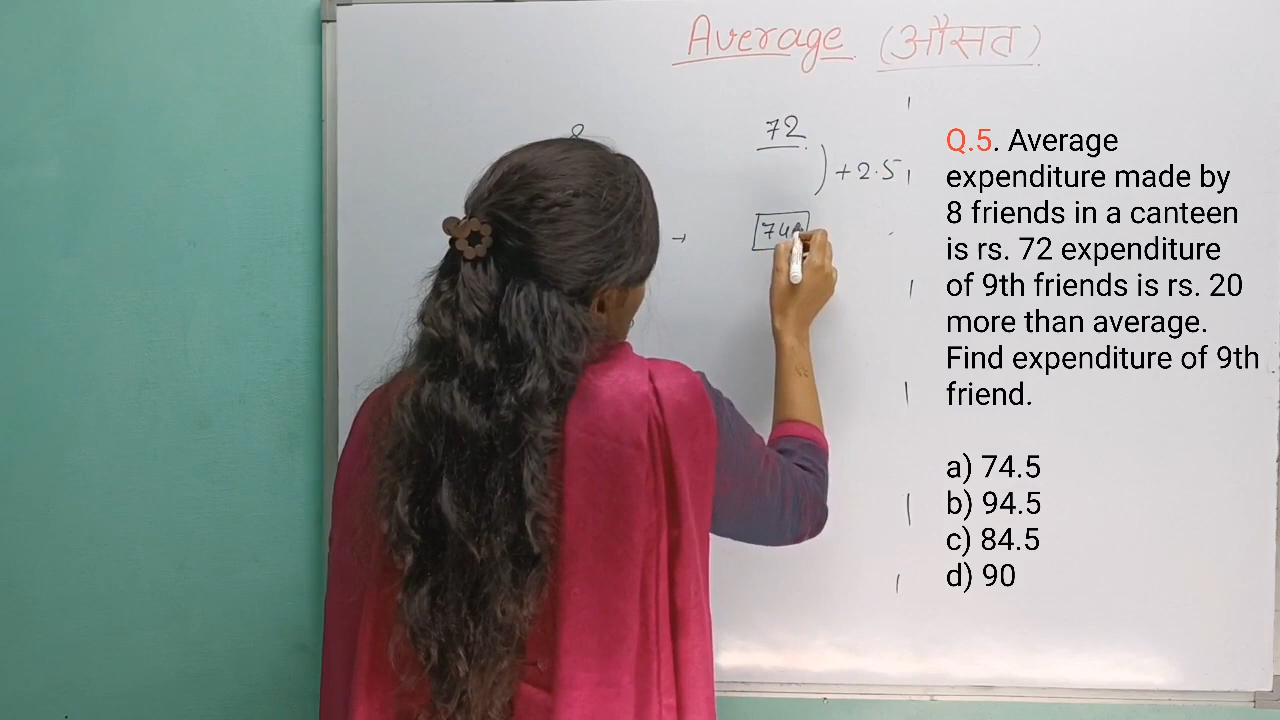 Average (औसत)
8
72
) + 2.5
→
74
Q.5. Average
expenditure made by
8 friends in a canteen
is rs. 72 expenditure
of 9th friends is rs. 20
more than average.
Find expenditure of 9th
friend.
a) 74.5
b) 94.5
c) 84.5
d) 90